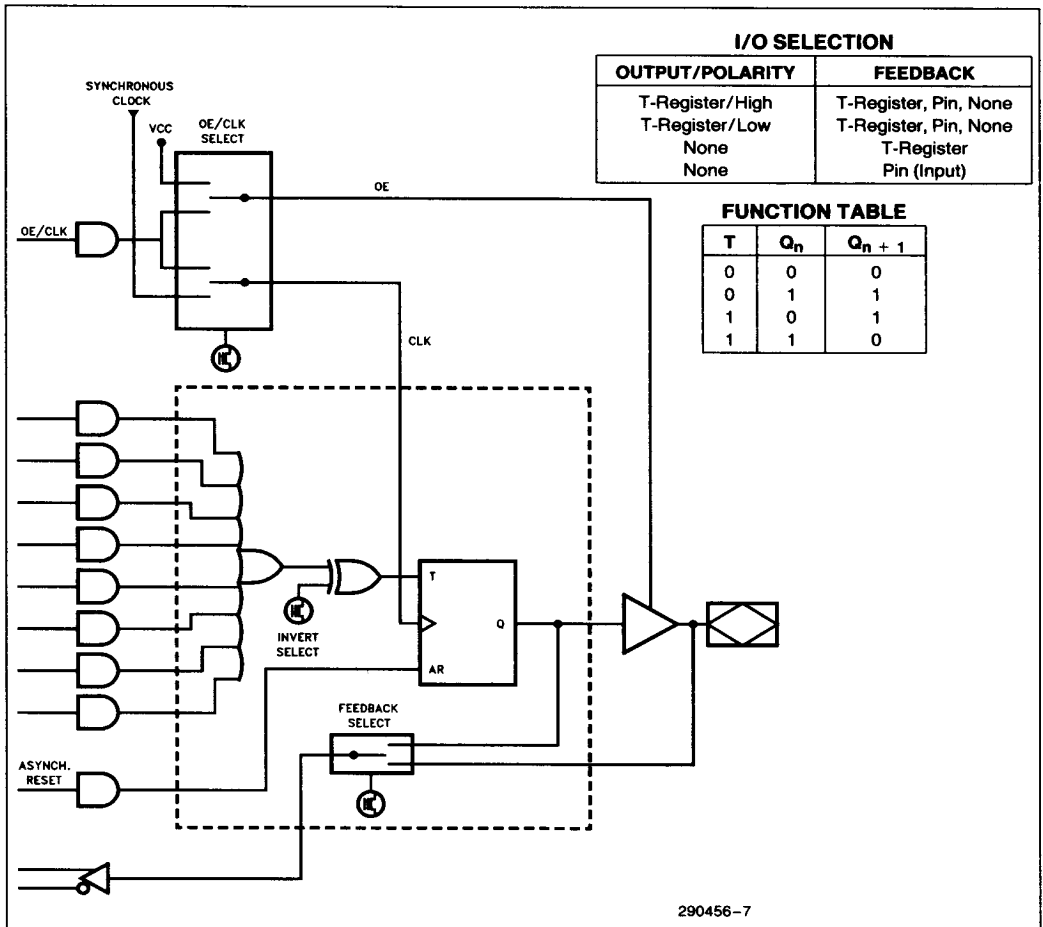 I/O SELECTION
OUTPUT/POLARITY FEEDBACK
T-Register/High T-Register, Pin, None
T-Register/Low T-Register, Pin, None
None T-Register
None Pin (Input)
FUNCTION TABLE
T Qn Qn + 1
0 0 0
0 1 1
1 0 1
1 1 0
SYNCHRONOUS
CLOCK
VCC
OE/CLK
SELECT
OE
OE/CLK
CLK
T
Q
AR
INVERT
SELECT
FEEDBACK
SELECT
ASYNCH.
RESET
290456-7